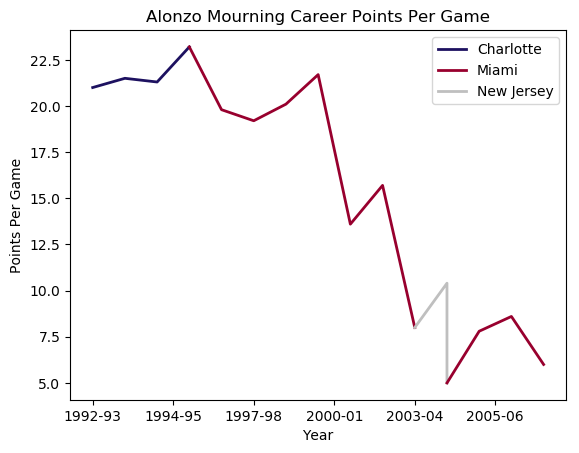 Alonzo Mourning Career Points Per Game
Charlotte
Miami
New Jersey
22.5
20.0
17.5
15.0
12.5
10.0
7.5
5.0
Points Per Game
1992-93 1994-95 1997-98 2000-01 2003-04 2005-06
Year